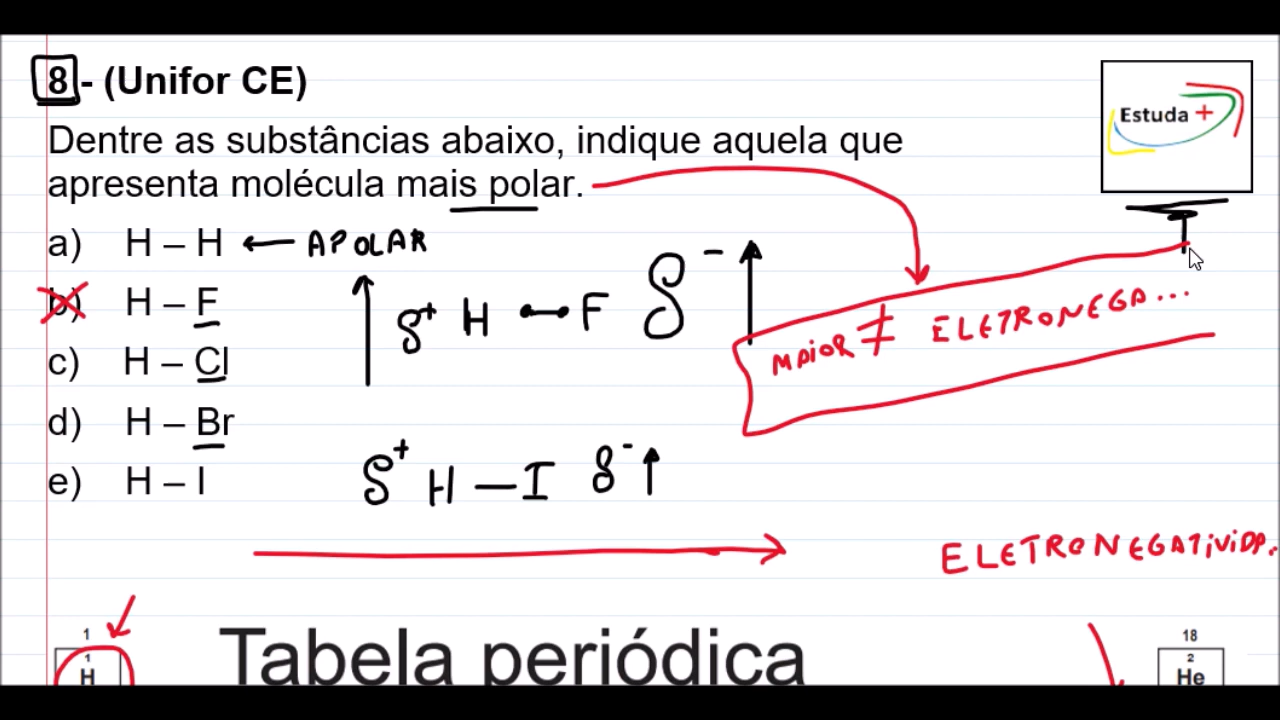 8 - (Unifor CE)
Estuda +
Dentre as substâncias abaixo, indique aquela que
apresenta molécula mais polar.
a) H – H ← APOLAR
b) H – F
δ+ H F δ-
MAIOR ≠ ELETRONEGA...
c) H – Cl
d) H – Br
e) H – I
δ+ H – I δ- ↑
ELETRONEGATIVIDA.
1
1
H
Tabela periódica
18
2
He